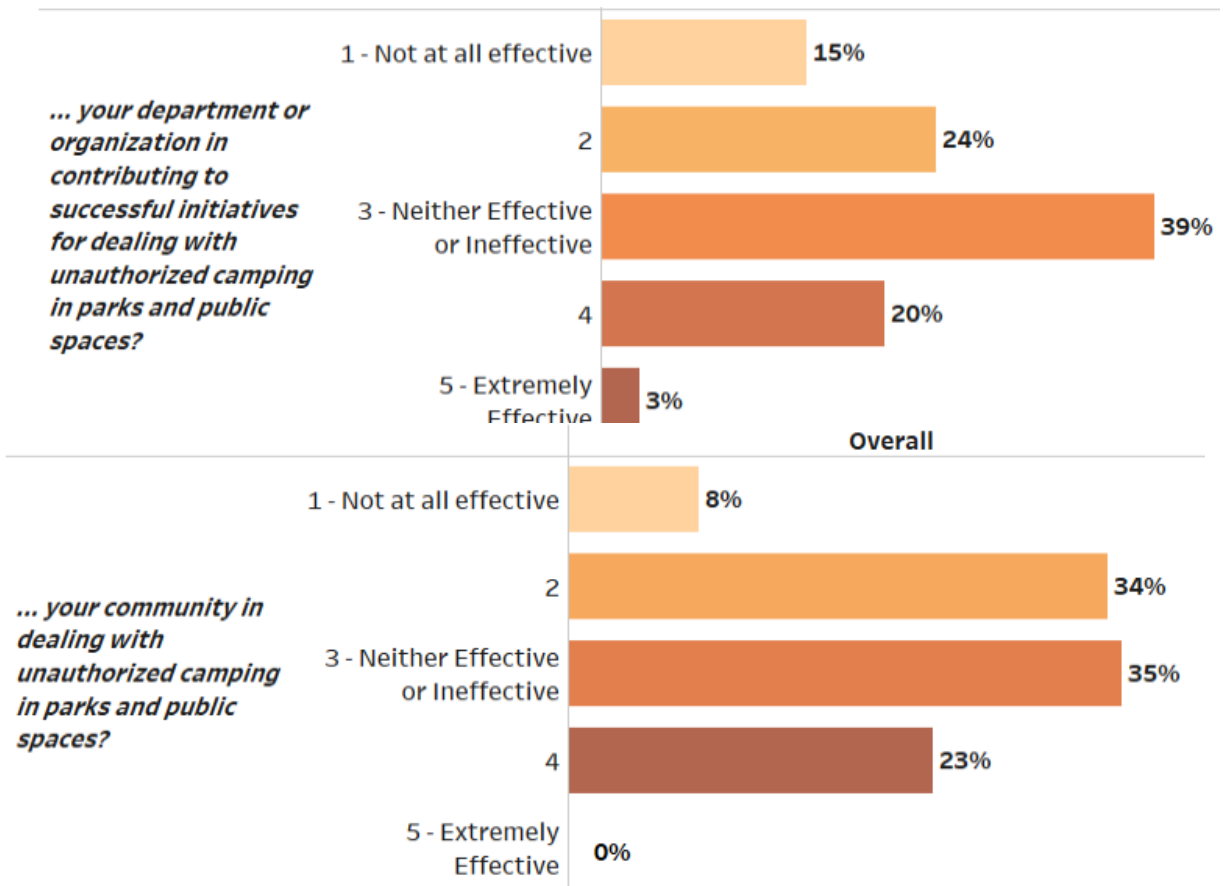 1 - Not at all effective
15%
... your department or
organization in
contributing to
successful initiatives
for dealing with
unauthorized camping
in parks and public
spaces?
2
24%
3 - Neither Effective
or Ineffective
39%
4
20%
5 - Extremely
Effective
3%
Overall
1 - Not at all effective
8%
... your community in
dealing with
unauthorized camping
in parks and public
spaces?
2
34%
3 - Neither Effective
or Ineffective
35%
4
23%
5 - Extremely
Effective
0%